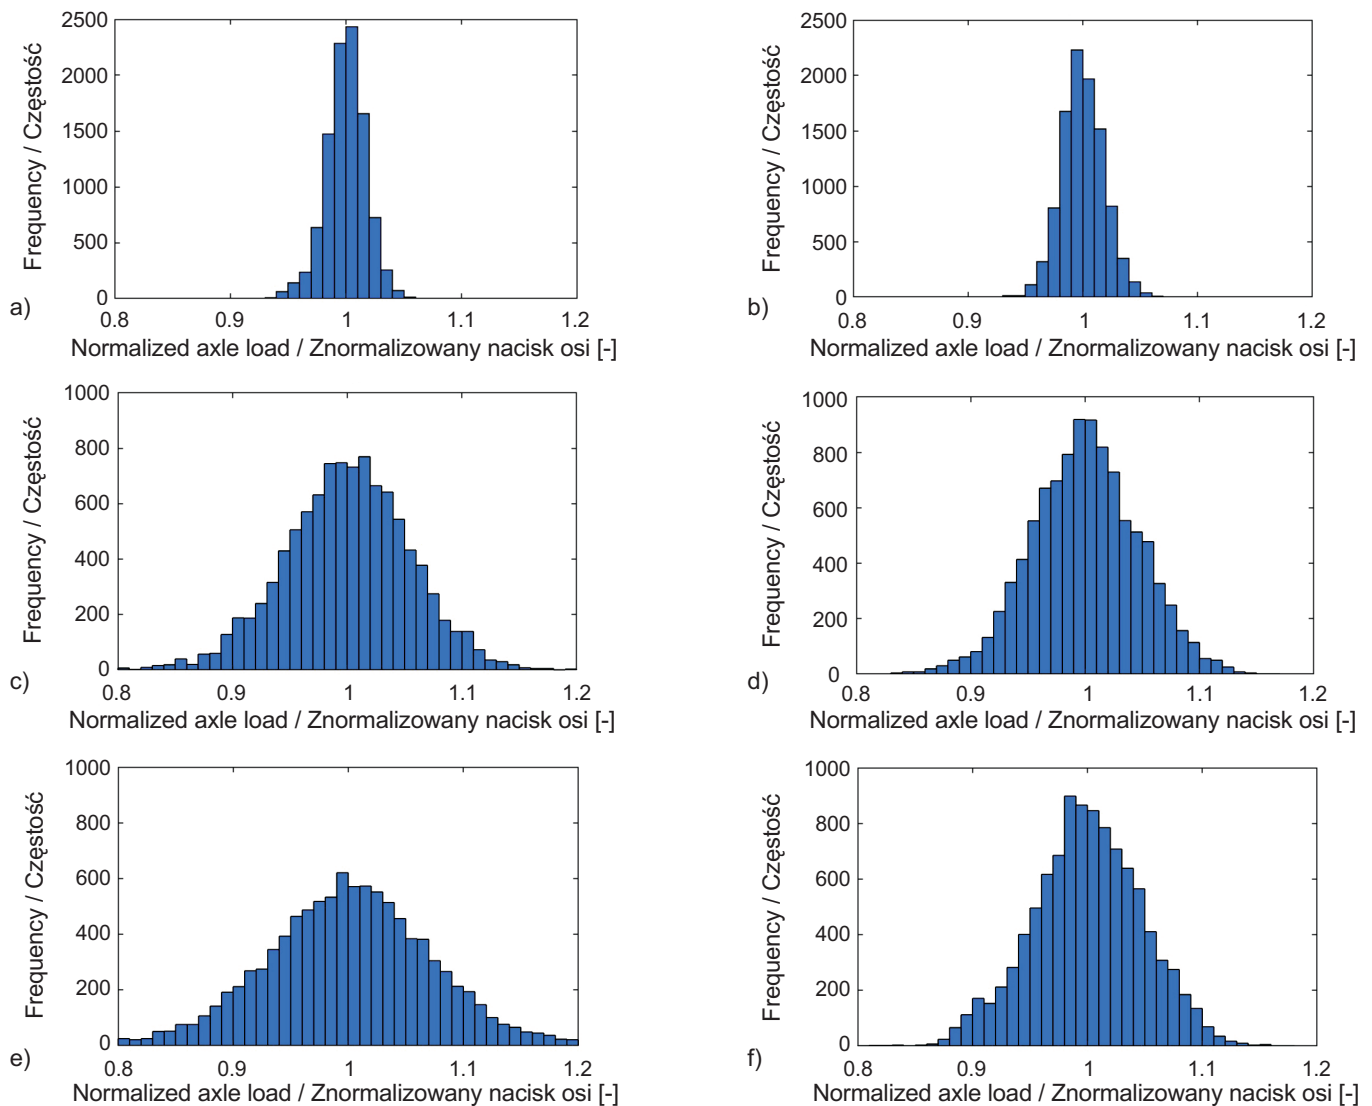 Frequency / Częstość
2500
2000
1500
1000
500
0
0.8 0.9 1 1.1 1.2
a)
Normalized axle load / Znormalizowany nacisk osi [-]
Frequency / Częstość
2500
2000
1500
1000
500
0
0.8 0.9 1 1.1 1.2
b)
Normalized axle load / Znormalizowany nacisk osi [-]
Frequency / Częstość
1000
800
600
400
200
0
0.8 0.9 1 1.1 1.2
c)
Normalized axle load / Znormalizowany nacisk osi [-]
Frequency / Częstość
1000
800
600
400
200
0
0.8 0.9 1 1.1 1.2
d)
Normalized axle load / Znormalizowany nacisk osi [-]
Frequency / Częstość
1000
800
600
400
200
0
0.8 0.9 1 1.1 1.2
e)
Normalized axle load / Znormalizowany nacisk osi [-]
Frequency / Częstość
1000
800
600
400
200
0
0.8 0.9 1 1.1 1.2
f)
Normalized axle load / Znormalizowany nacisk osi [-]